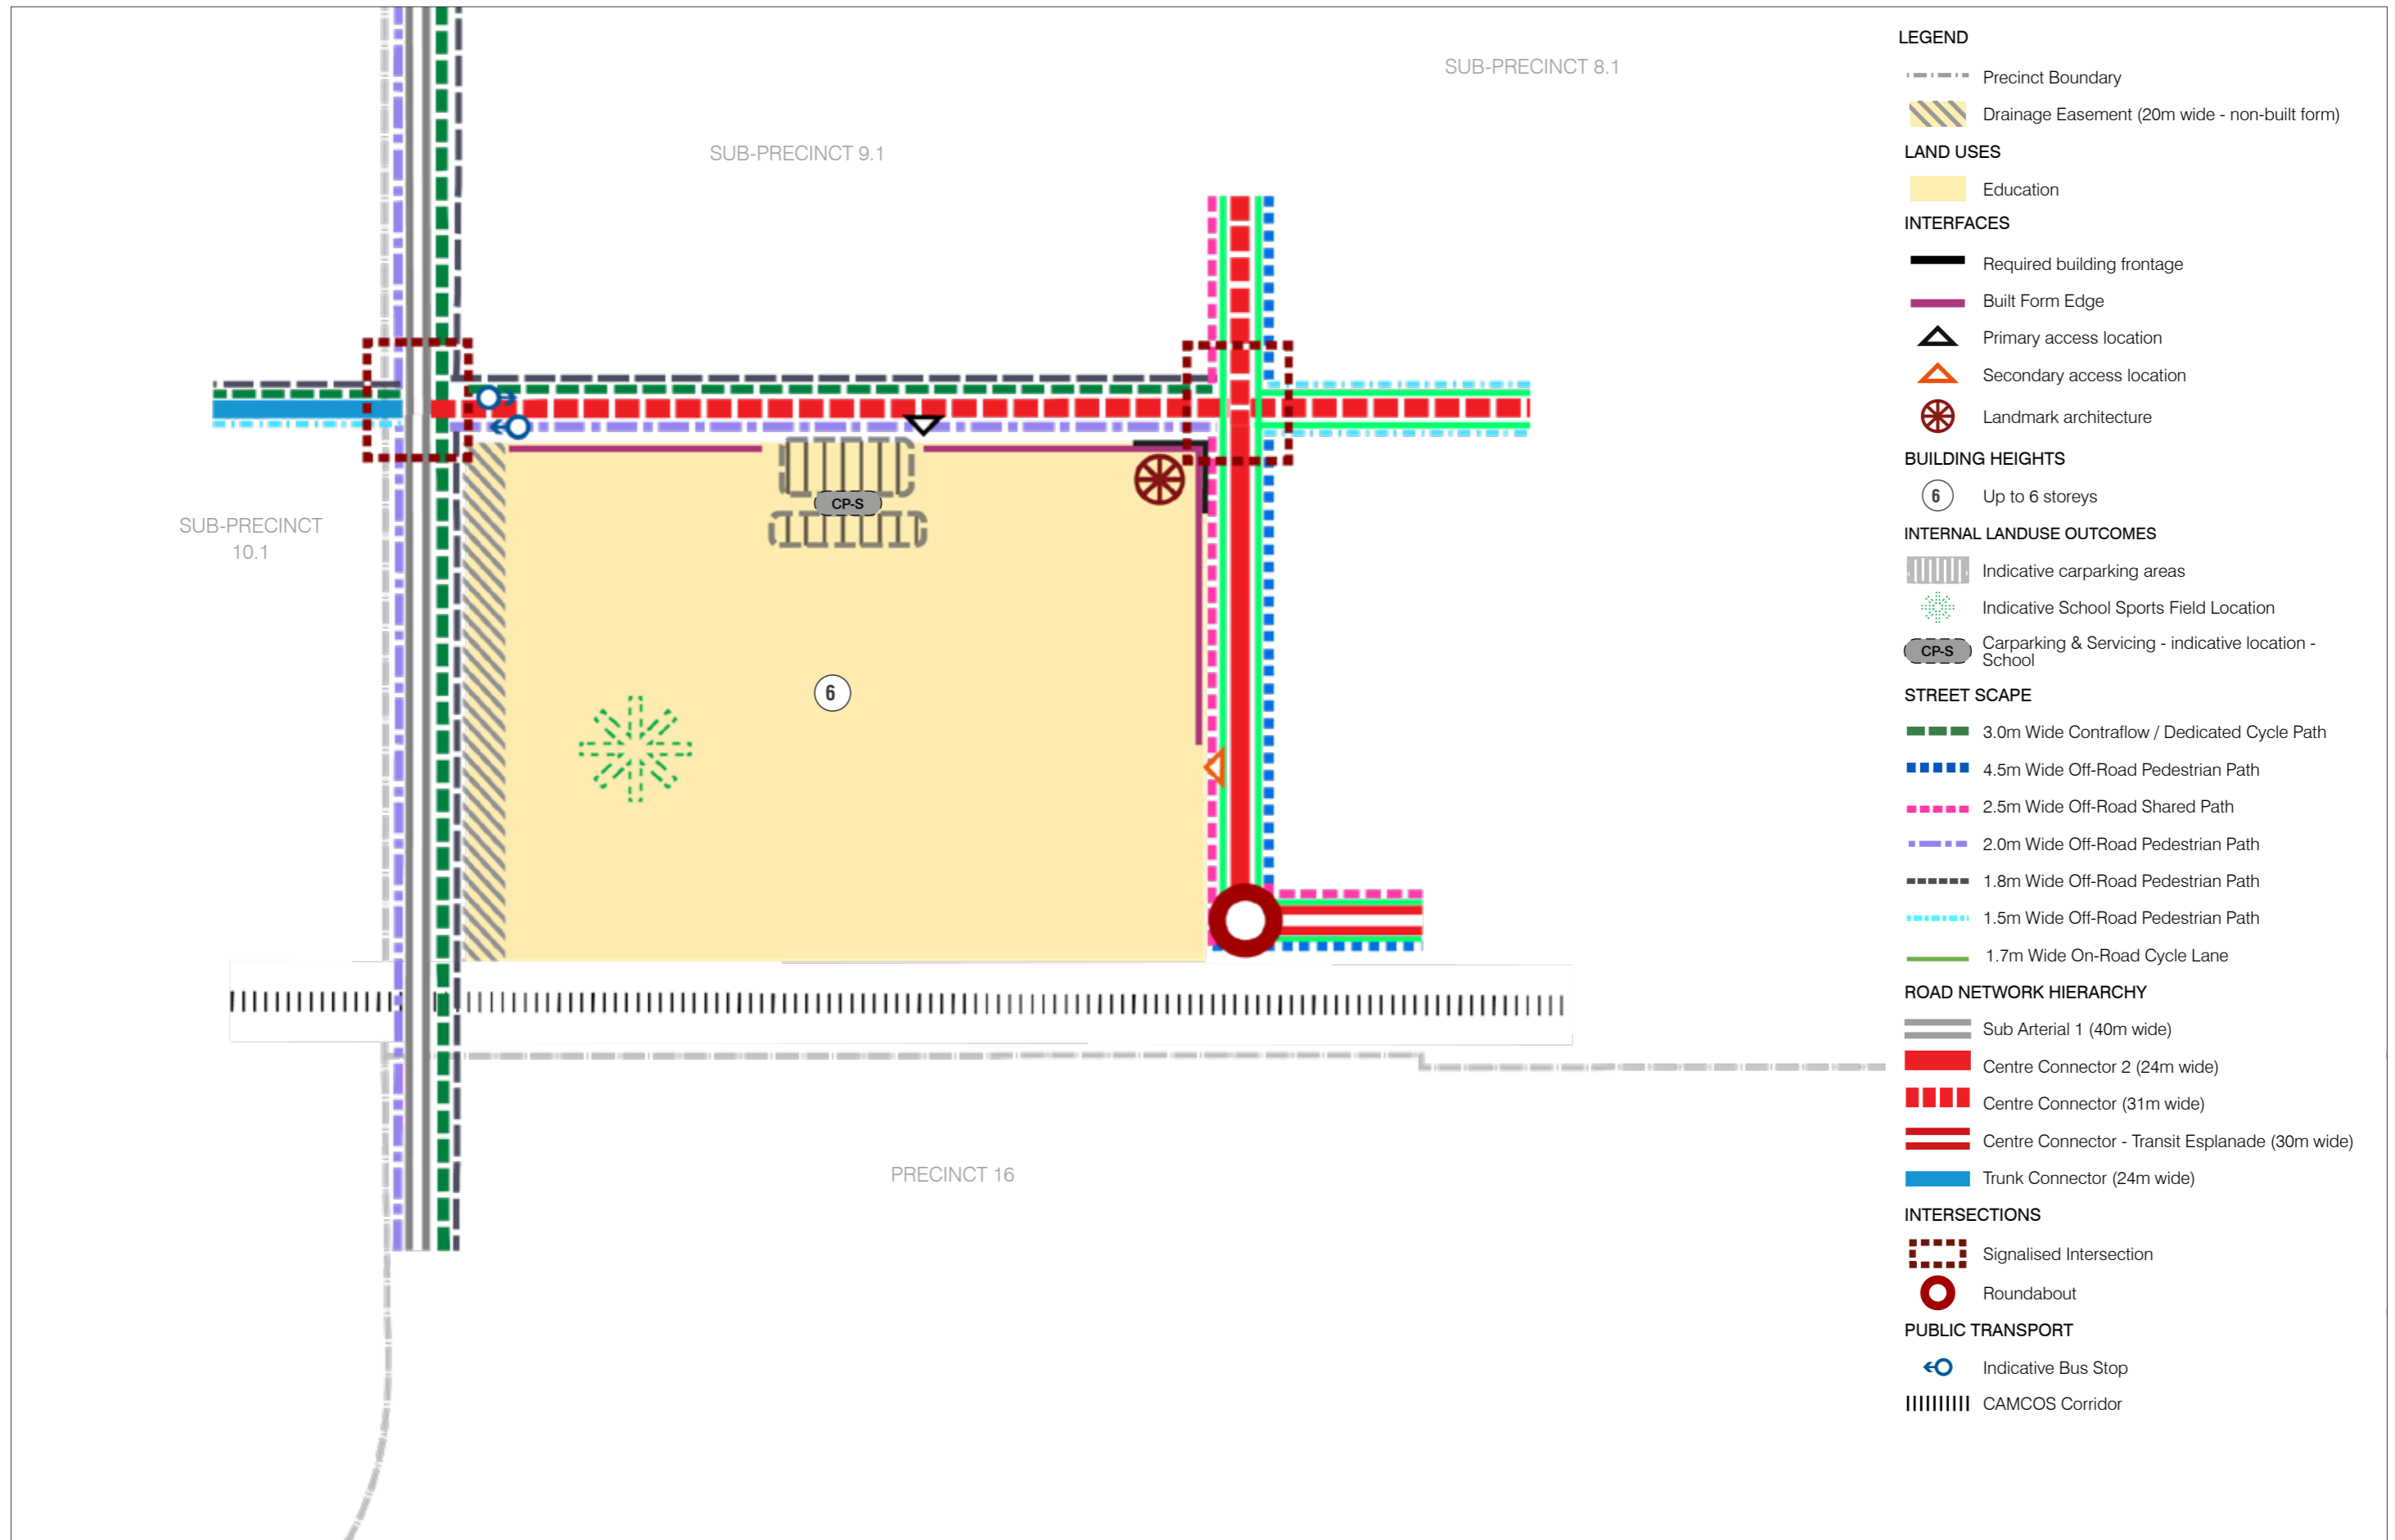 SUB-PRECINCT 8.1
SUB-PRECINCT 9.1
SUB-PRECINCT
10.1
CP-S
6
PRECINCT 16
LEGEND
Precinct Boundary
Drainage Easement (20m wide - non-built form)
LAND USES
Education
INTERFACES
Required building frontage
Built Form Edge
Primary access location
Secondary access location
Landmark architecture
BUILDING HEIGHTS
6 Up to 6 storeys
INTERNAL LANDUSE OUTCOMES
Indicative carparking areas
Indicative School Sports Field Location
CP-S Carparking & Servicing - indicative location -
School
STREET SCAPE
3.0m Wide Contraflow / Dedicated Cycle Path
4.5m Wide Off-Road Pedestrian Path
2.5m Wide Off-Road Shared Path
2.0m Wide Off-Road Pedestrian Path
1.8m Wide Off-Road Pedestrian Path
1.5m Wide Off-Road Pedestrian Path
1.7m Wide On-Road Cycle Lane
ROAD NETWORK HIERARCHY
Sub Arterial 1 (40m wide)
Centre Connector 2 (24m wide)
Centre Connector (31m wide)
Centre Connector - Transit Esplanade (30m wide)
Trunk Connector (24m wide)
INTERSECTIONS
Signalised Intersection
Roundabout
PUBLIC TRANSPORT
Indicative Bus Stop
CAMCOS Corridor